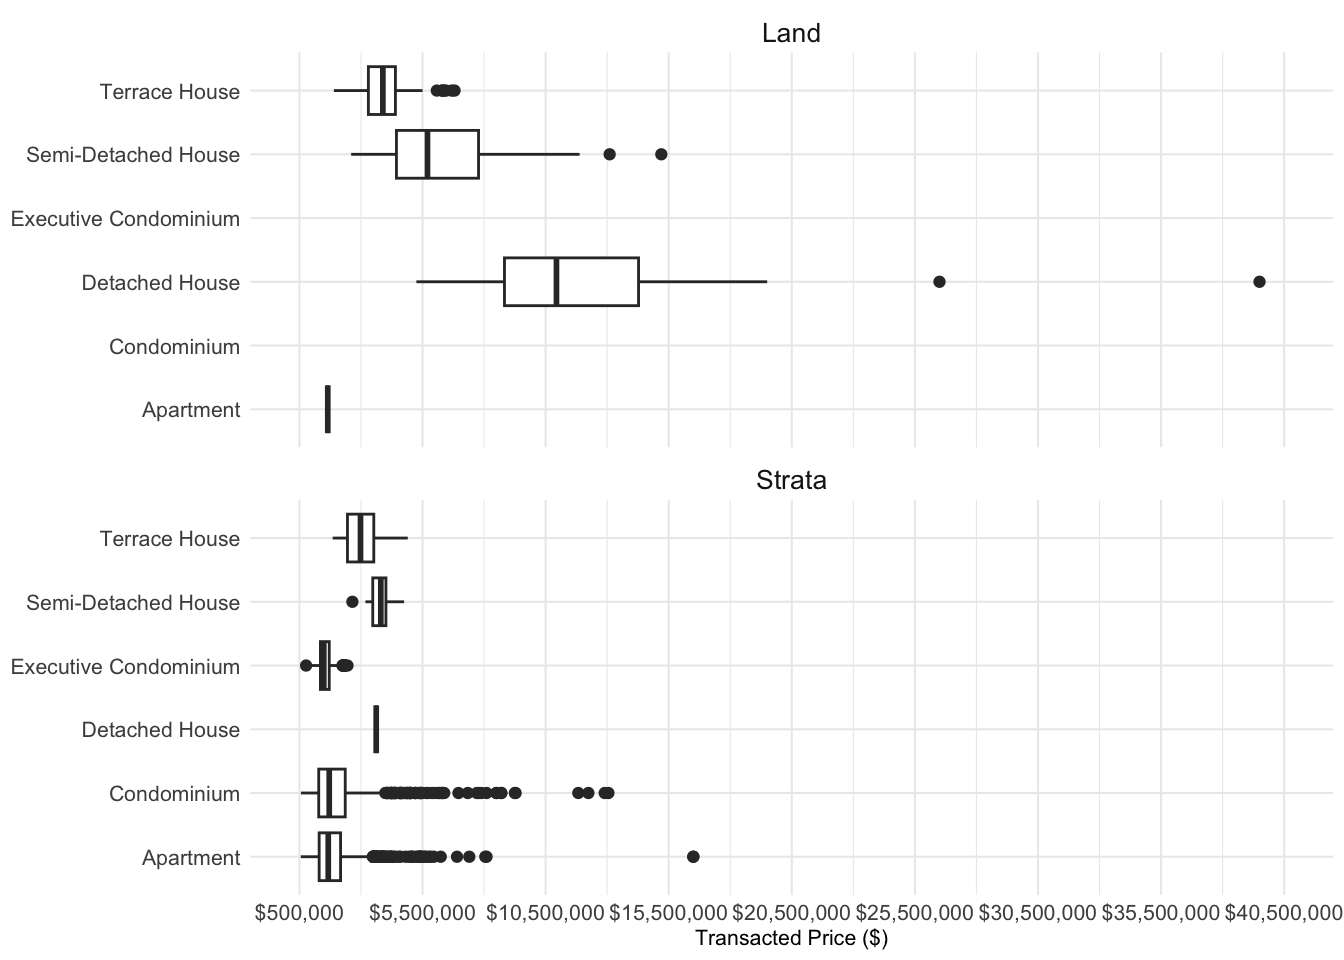 Land
Terrace House
Semi-Detached House
Executive Condominium
Detached House
Condominium
Apartment
Strata
Terrace House
Semi-Detached House
Executive Condominium
Detached House
Condominium
Apartment
$500,000 $5,500,000 $10,500,000 $15,500,000 $20,500,000 $25,500,000 $30,500,000 $35,500,000 $40,500,000
Transacted Price ($)